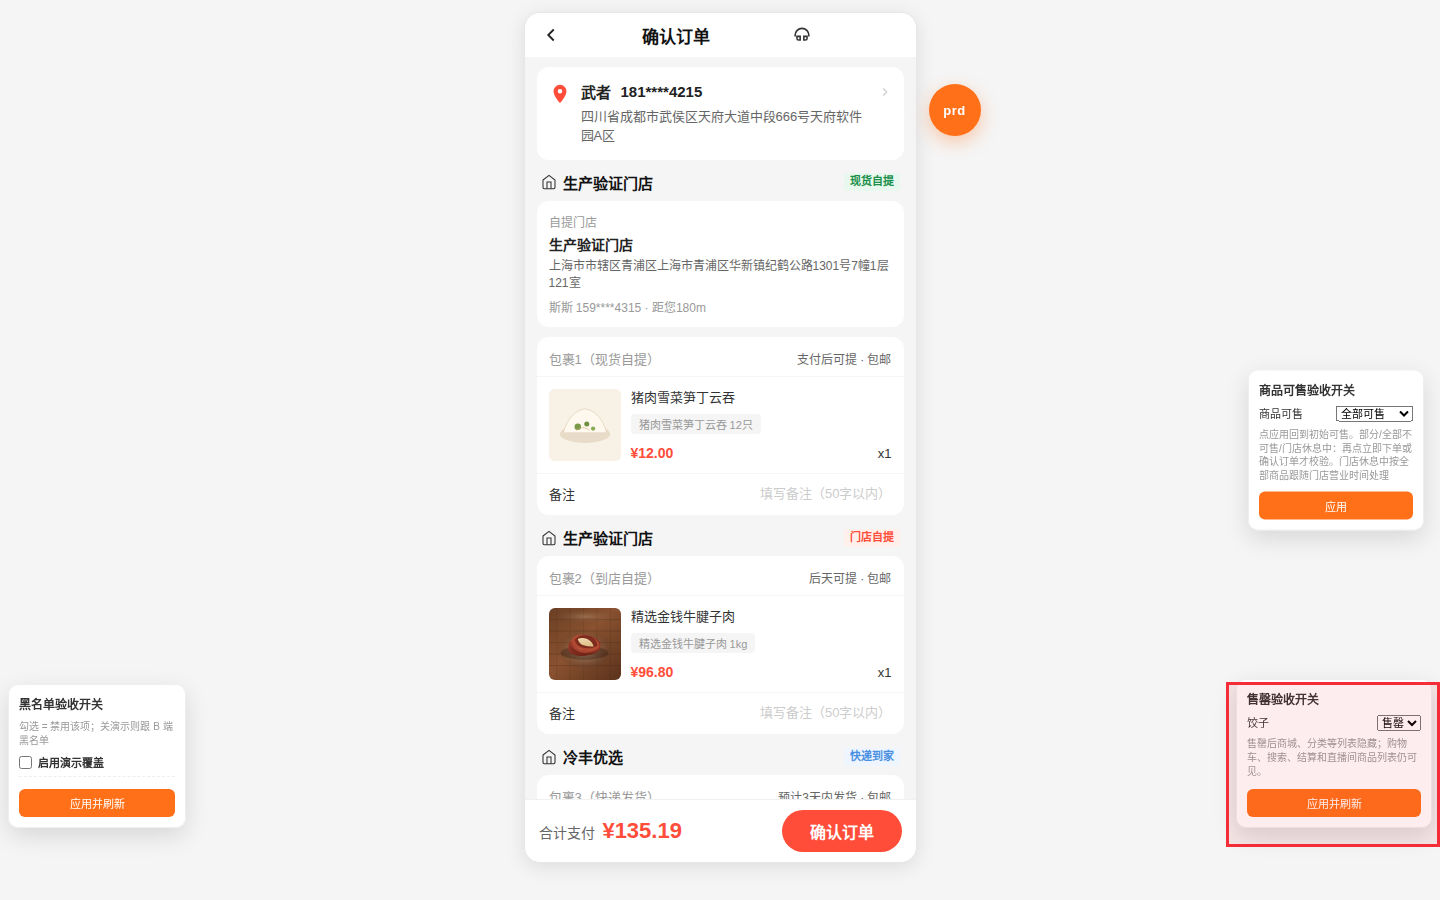 确认订单
武者 181****4215
四川省成都市武侯区天府大道中段666号天府软件
园A区
prd
生产验证门店
现货自提
自提门店
生产验证门店
上海市市辖区青浦区上海市青浦区华新镇纪鹤公路1301号7幢1层
121室
斯斯 159****4315 · 距您180m
包裹1（现货自提）
支付后可提 · 包邮
猪肉雪菜笋丁云吞
猪肉雪菜笋丁云吞 12只
¥12.00
x1
备注
填写备注（50字以内）
生产验证门店
门店自提
包裹2（到店自提）
后天可提 · 包邮
精选金钱牛腱子肉
精选金钱牛腱子肉 1kg
¥96.80
x1
备注
填写备注（50字以内）
冷丰优选
快递到家
包裹3（快递发货）
预计3天内发货 · 包邮
合计支付 ¥135.19
确认订单
商品可售验收开关
商品可售
全部可售
点应用回到初始可售。部分/全部不
可售/门店休息中：再点立即下单或
确认订单才校验。门店休息中按全
部商品跟随门店营业时间处理
应用
黑名单验收开关
勾选 = 禁用该项；关演示则跟 B 端
黑名单
启用演示覆盖
应用并刷新
售罄验收开关
饺子
售罄
售罄后商城、分类等列表隐藏；购物
车、搜索、结算和直播间商品列表仍可
见。
应用并刷新